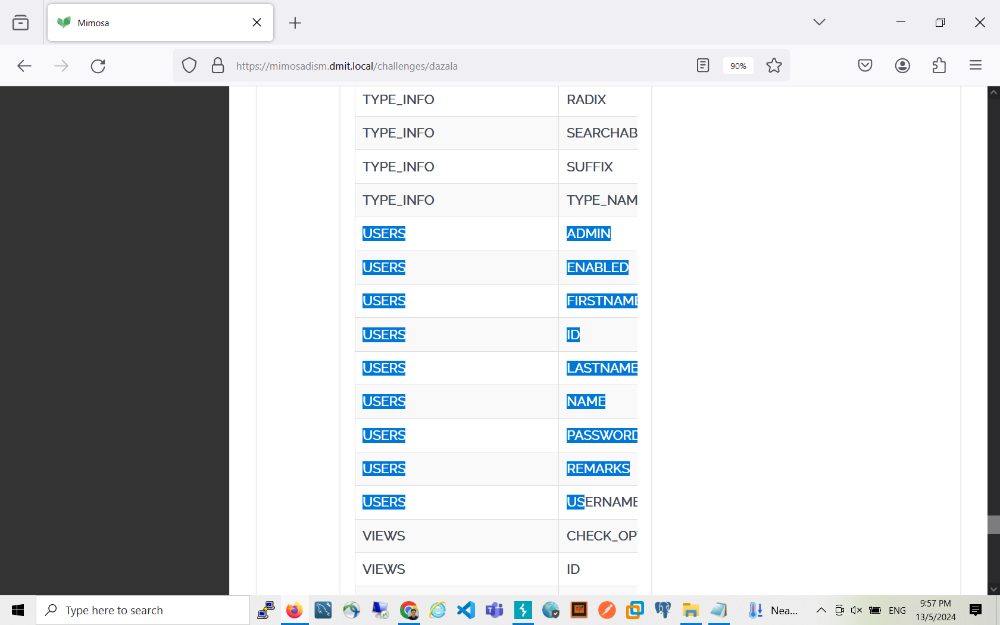 Mimosa
https://mimosadism.dmit.local/challenges/dazala
90%
TYPE_INFO RADIX
TYPE_INFO SEARCHAB
TYPE_INFO SUFFIX
TYPE_INFO TYPE_NAM
USERS ADMIN
USERS ENABLED
USERS FIRSTNAME
USERS ID
USERS LASTNAME
USERS NAME
USERS PASSWORD
USERS REMARKS
USERS USERNAME
VIEWS CHECK_OPT
VIEWS ID
Type here to search
Nea...
ENG
9:57 PM
13/5/2024